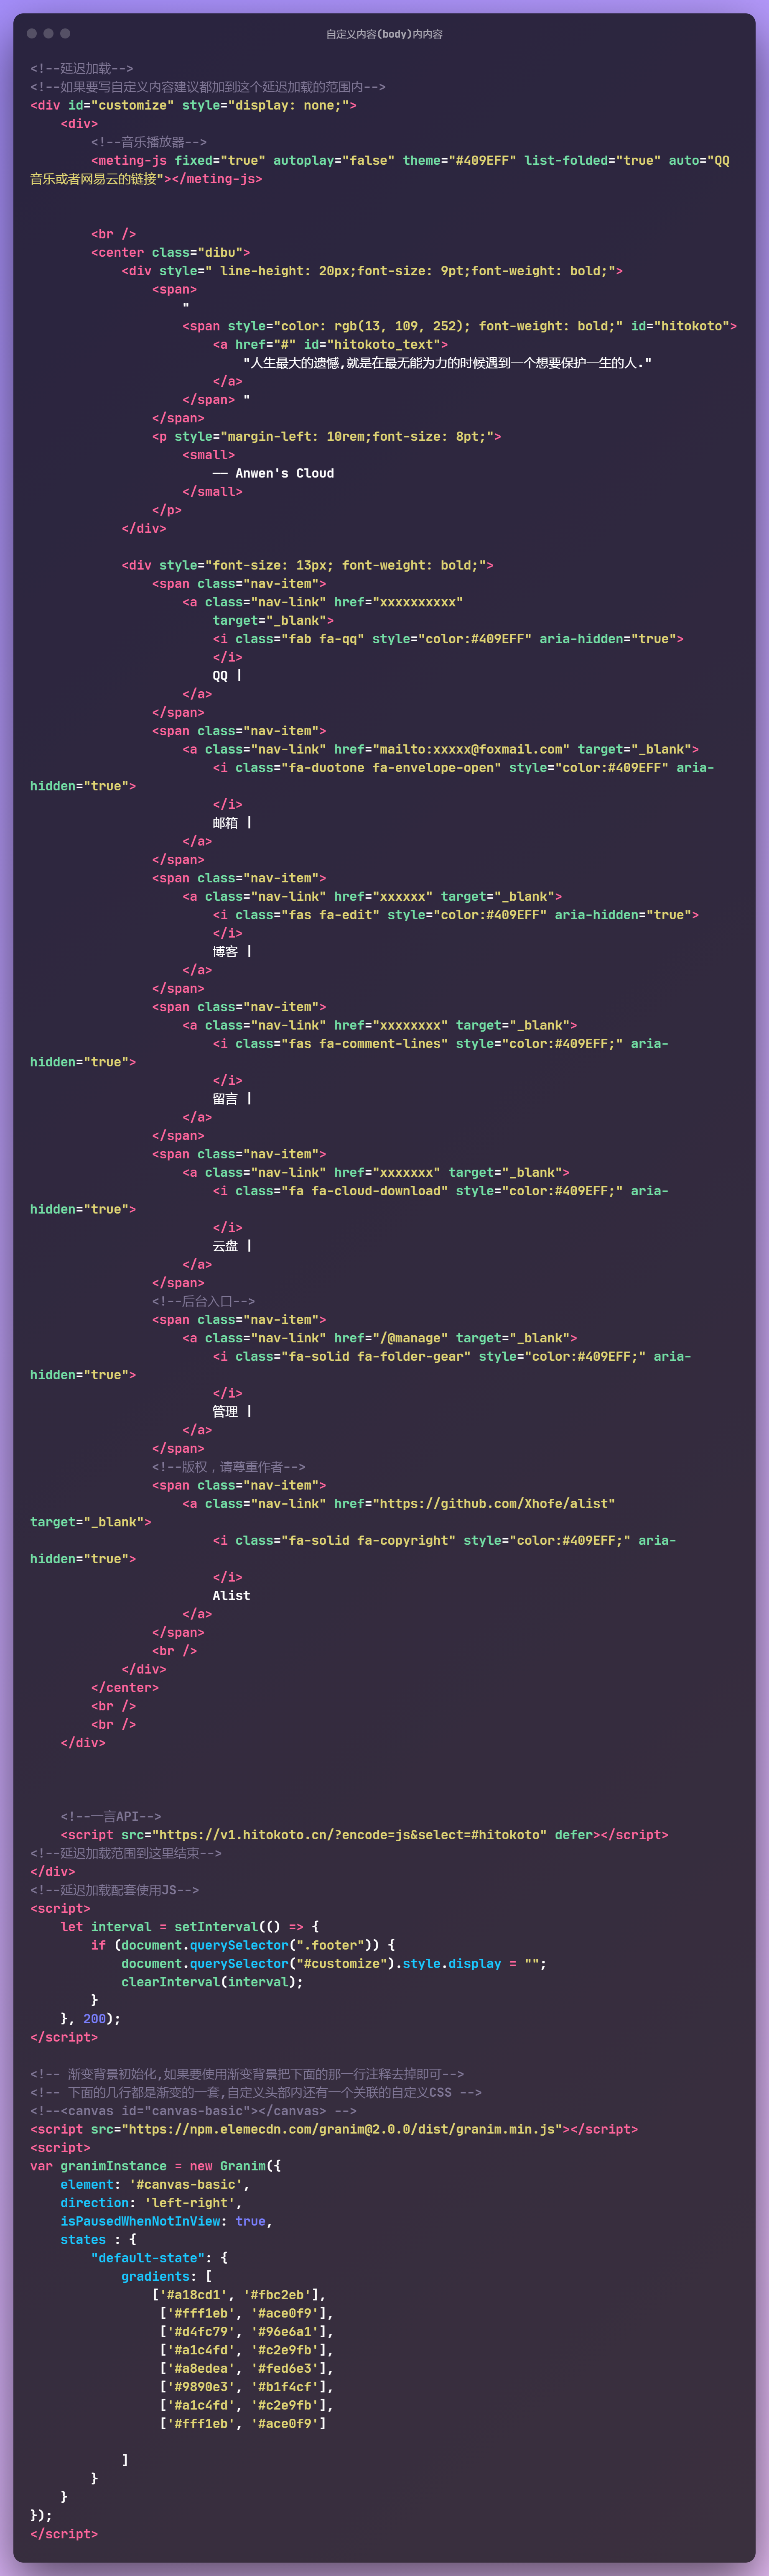 自定义内容(body)内内容
<!--延迟加载-->
<!--如果要写自定义内容建议都加到这个延迟加载的范围内-->
<div id="customize" style="display: none;">
    <div>
        <!--音乐播放器-->
        <meting-js fixed="true" autoplay="false" theme="#409EFF" list-folded="true" auto="QQ
音乐或者网易云的链接"></meting-js>
        <br />
        <center class="dibu">
            <div style=" line-height: 20px;font-size: 9pt;font-weight: bold;">
                <span>
                    "
                    <span style="color: rgb(13, 109, 252); font-weight: bold;" id="hitokoto">
                        <a href="#" id="hitokoto_text">
                            "人生最大的遗憾,就是在最无能为力的时候遇到一个想要保护一生的人."
                        </a>
                    </span> "
                </span>
                <p style="margin-left: 10rem;font-size: 8pt;">
                    <small>
                        —— Anwen's Cloud
                    </small>
                </p>
            </div>
            <div style="font-size: 13px; font-weight: bold;">
                <span class="nav-item">
                    <a class="nav-link" href="xxxxxxxxxx"
                        target="_blank">
                        <i class="fab fa-qq" style="color:#409EFF" aria-hidden="true">
                        </i>
                        QQ |
                    </a>
                </span>
                <span class="nav-item">
                    <a class="nav-link" href="mailto:xxxxx@foxmail.com" target="_blank">
                        <i class="fa-duotone fa-envelope-open" style="color:#409EFF" aria-
hidden="true">
                        </i>
                        邮箱 |
                    </a>
                </span>
                <span class="nav-item">
                    <a class="nav-link" href="xxxxxx" target="_blank">
                        <i class="fas fa-edit" style="color:#409EFF" aria-hidden="true">
                        </i>
                        博客 |
                    </a>
                </span>
                <span class="nav-item">
                    <a class="nav-link" href="xxxxxxxx" target="_blank">
                        <i class="fas fa-comment-lines" style="color:#409EFF;" aria-
hidden="true">
                        </i>
                        留言 |
                    </a>
                </span>
                <span class="nav-item">
                    <a class="nav-link" href="xxxxxxx" target="_blank">
                        <i class="fa fa-cloud-download" style="color:#409EFF;" aria-
hidden="true">
                        </i>
                        云盘 |
                    </a>
                </span>
                <!--后台入口-->
                <span class="nav-item">
                    <a class="nav-link" href="/@manage" target="_blank">
                        <i class="fa-solid fa-folder-gear" style="color:#409EFF;" aria-
hidden="true">
                        </i>
                        管理 |
                    </a>
                </span>
                <!--版权，请尊重作者-->
                <span class="nav-item">
                    <a class="nav-link" href="https://github.com/Xhofe/alist"
target="_blank">
                        <i class="fa-solid fa-copyright" style="color:#409EFF;" aria-
hidden="true">
                        </i>
                        Alist
                    </a>
                </span>
                <br />
            </div>
        </center>
        <br />
        <br />
    </div>
    <!--一言API-->
    <script src="https://v1.hitokoto.cn/?encode=js&select=#hitokoto" defer></script>
<!--延迟加载范围到这里结束-->
</div>
<!--延迟加载配套使用JS-->
<script>
    let interval = setInterval(() => {
        if (document.querySelector(".footer")) {
            document.querySelector("#customize").style.display = "";
            clearInterval(interval);
        }
    }, 200);
</script>
<!-- 渐变背景初始化,如果要使用渐变背景把下面的那一行注释去掉即可-->
<!-- 下面的几行都是渐变的一套,自定义头部内还有一个关联的自定义CSS -->
<!--<canvas id="canvas-basic"></canvas> -->
<script src="https://npm.elemecdn.com/granim@2.0.0/dist/granim.min.js"></script>
<script>
var granimInstance = new Granim({
    element: '#canvas-basic',
    direction: 'left-right',
    isPausedWhenNotInView: true,
    states : {
        "default-state": {
            gradients: [
                ['#a18cd1', '#fbc2eb'],
                 ['#fff1eb', '#ace0f9'],
                 ['#d4fc79', '#96e6a1'],
                 ['#a1c4fd', '#c2e9fb'],
                 ['#a8edea', '#fed6e3'],
                 ['#9890e3', '#b1f4cf'],
                 ['#a1c4fd', '#c2e9fb'],
                 ['#fff1eb', '#ace0f9']
            ]
        }
    }
});
</script>